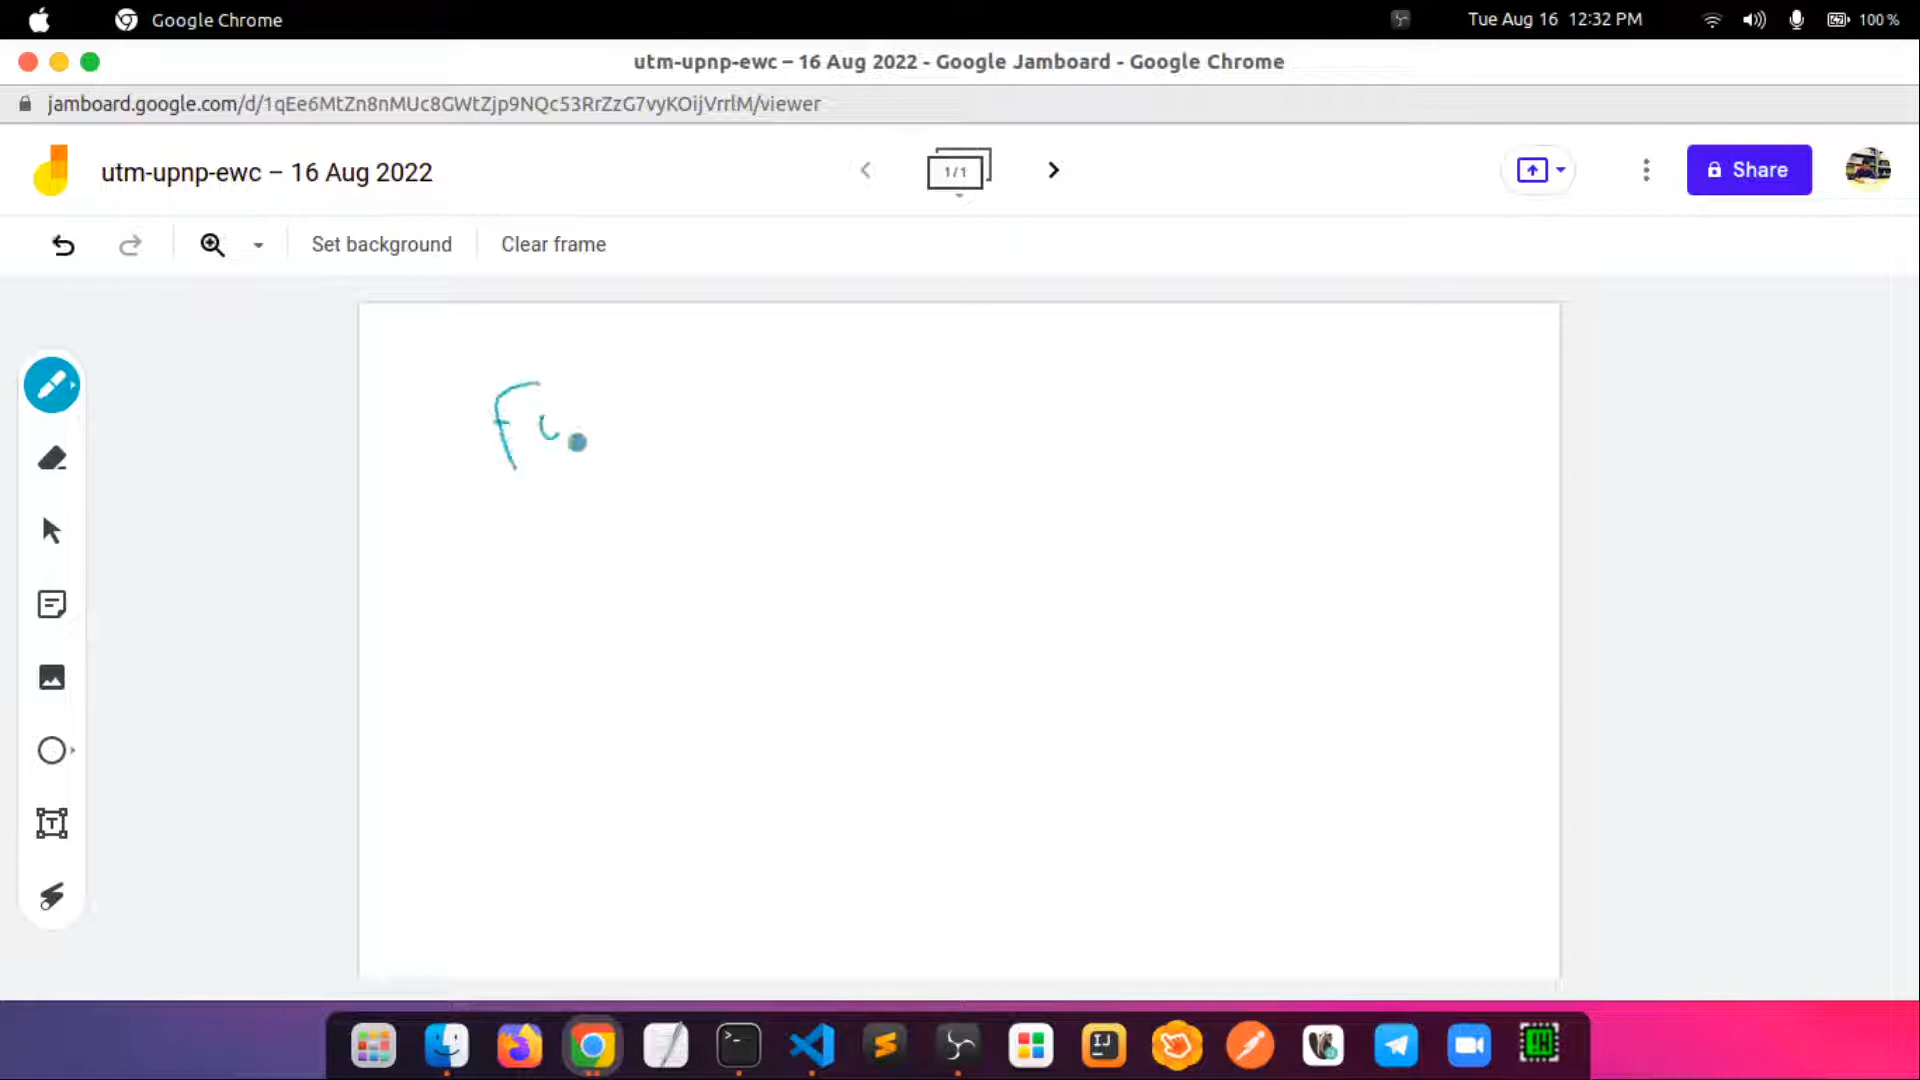 Google Chrome
Tue Aug 16 12:32 PM
100 %
utm-upnp-ewc – 16 Aug 2022 - Google Jamboard - Google Chrome
jamboard.google.com/d/1qEe6MtZn8nMUc8GWtZjp9NQc53RrZzG7vyKOijVrrlM/viewer
utm-upnp-ewc – 16 Aug 2022
1/1
Share
Set background
Clear frame
Fu